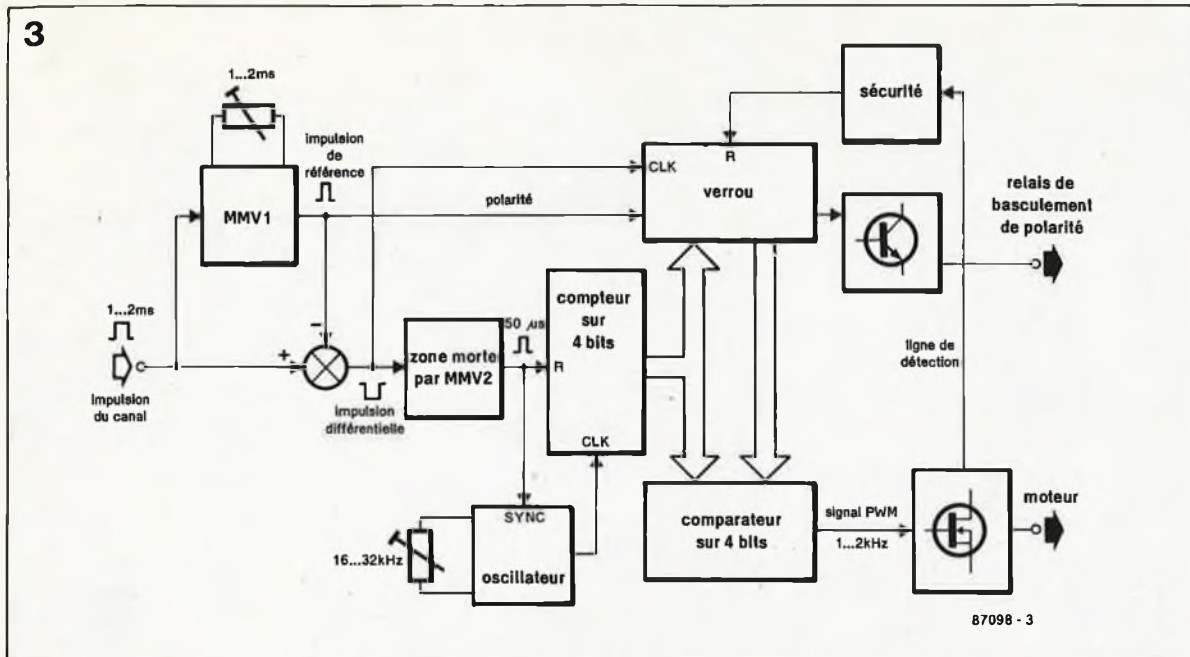 3
1...2ms
MMV1
impulsion
de
référence
polarité
CLK
R
verrou
sécurité
relais de
basculement
de polarité
1...2ms
Impulsion
du canal
-
+
impulsion
différentielle
zone morte
par MMV2
50 µs
R
compteur
sur
4 bits
CLK
SYNC
oscillateur
16...32kHz
comparateur
sur 4 bits
signal PWM
1...2kHz
ligne de
détection
moteur
87098 - 3